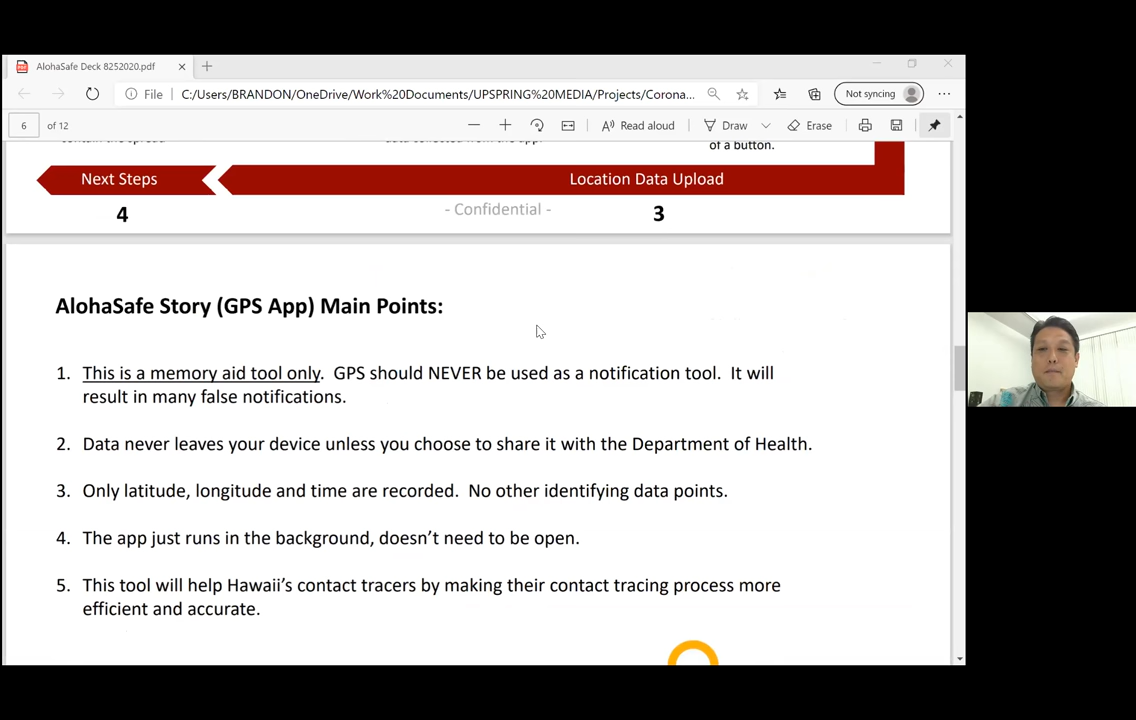 AlohaSafe Deck 8252020.pdf
File C:/Users/BRANDON/OneDrive/Work%20Documents/UPSPRING%20MEDIA/Projects/Corona... Not syncing
6 of 12 Read aloud Draw Erase
of a button.
Next Steps Location Data Upload
4 - Confidential - 3
AlohaSafe Story (GPS App) Main Points:
1. This is a memory aid tool only. GPS should NEVER be used as a notification tool. It will
result in many false notifications.
2. Data never leaves your device unless you choose to share it with the Department of Health.
3. Only latitude, longitude and time are recorded. No other identifying data points.
4. The app just runs in the background, doesn’t need to be open.
5. This tool will help Hawaii’s contact tracers by making their contact tracing process more
efficient and accurate.